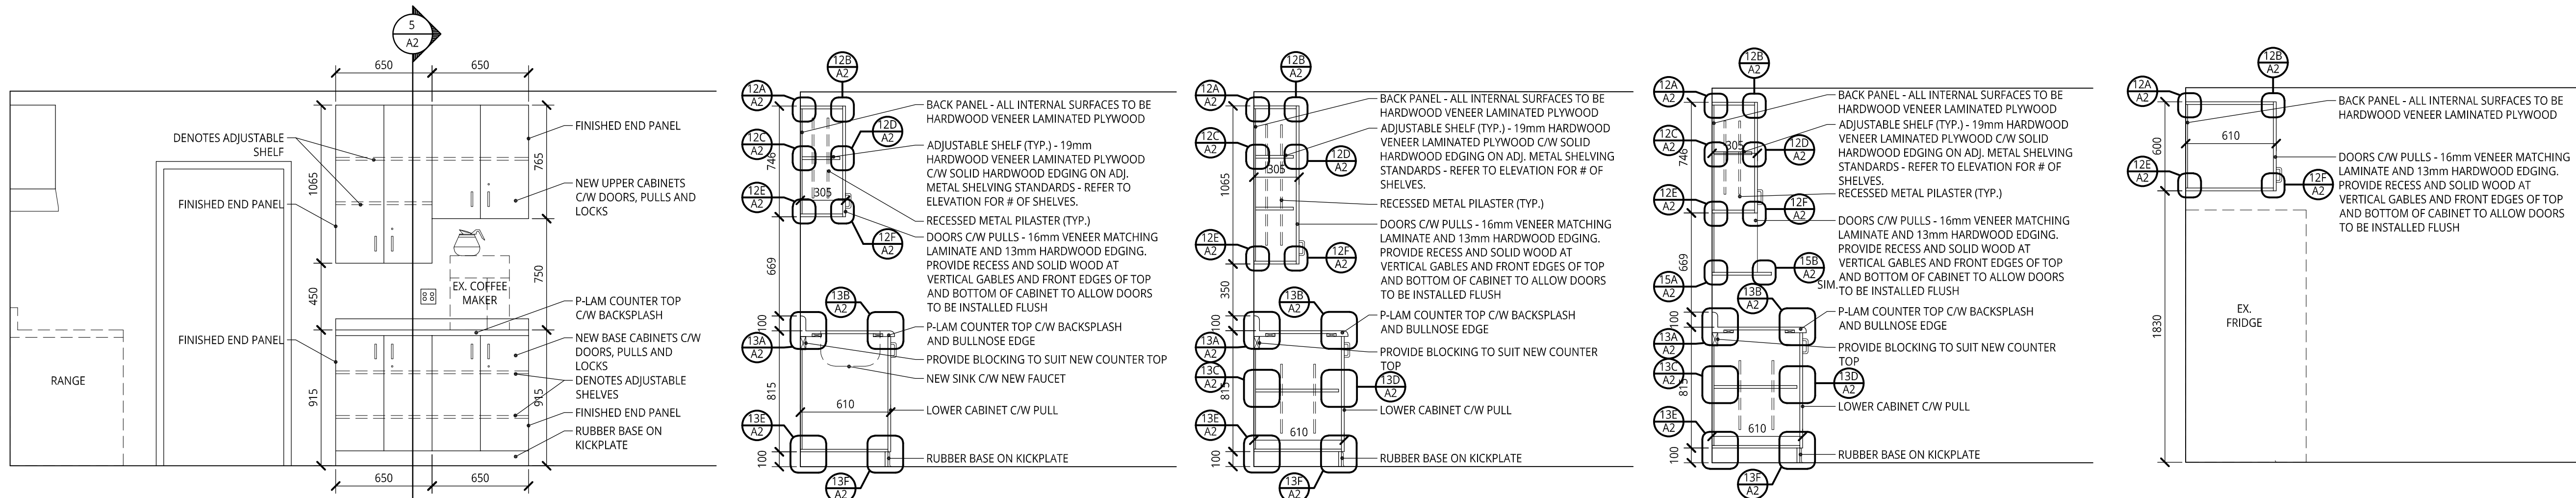 5
A2
650
650
DENOTES ADJUSTABLE
SHELF
1065
765
FINISHED END PANEL
FINISHED END PANEL
NEW UPPER CABINETS
C/W DOORS, PULLS AND
LOCKS
450
750
EX. COFFEE
MAKER
P-LAM COUNTER TOP
C/W BACKSPLASH
FINISHED END PANEL
NEW BASE CABINETS C/W
DOORS, PULLS AND
LOCKS
DENOTES ADJUSTABLE
SHELVES
RANGE
915
915
FINISHED END PANEL
RUBBER BASE ON
KICKPLATE
650
650
12B
A2
12A
A2
BACK PANEL - ALL INTERNAL SURFACES TO BE
HARDWOOD VENEER LAMINATED PLYWOOD
12C
A2
12D
A2
746
ADJUSTABLE SHELF (TYP.) - 19mm
HARDWOOD VENEER LAMINATED PLYWOOD
C/W SOLID HARDWOOD EDGING ON ADJ.
METAL SHELVING STANDARDS - REFER TO
ELEVATION FOR # OF SHELVES.
12E
A2
305
RECESSED METAL PILASTER (TYP.)
12F
A2
DOORS C/W PULLS - 16mm VENEER MATCHING
LAMINATE AND 13mm HARDWOOD EDGING.
PROVIDE RECESS AND SOLID WOOD AT
VERTICAL GABLES AND FRONT EDGES OF TOP
AND BOTTOM OF CABINET TO ALLOW DOORS
TO BE INSTALLED FLUSH
669
13B
A2
100
13A
A2
P-LAM COUNTER TOP C/W BACKSPLASH
AND BULLNOSE EDGE
PROVIDE BLOCKING TO SUIT NEW COUNTER TOP
NEW SINK C/W NEW FAUCET
815
610
LOWER CABINET C/W PULL
13E
A2
100
RUBBER BASE ON KICKPLATE
13F
A2
12B
A2
12A
A2
BACK PANEL - ALL INTERNAL SURFACES TO BE
HARDWOOD VENEER LAMINATED PLYWOOD
12C
A2
12D
A2
ADJUSTABLE SHELF (TYP.) - 19mm HARDWOOD
VENEER LAMINATED PLYWOOD C/W SOLID
HARDWOOD EDGING ON ADJ. METAL SHELVING
STANDARDS - REFER TO ELEVATION FOR # OF
SHELVES.
305
1065
RECESSED METAL PILASTER (TYP.)
12E
A2
12F
A2
DOORS C/W PULLS - 16mm VENEER MATCHING
LAMINATE AND 13mm HARDWOOD EDGING.
PROVIDE RECESS AND SOLID WOOD AT
VERTICAL GABLES AND FRONT EDGES OF TOP
AND BOTTOM OF CABINET TO ALLOW DOORS
TO BE INSTALLED FLUSH
350
13B
A2
100
13A
A2
P-LAM COUNTER TOP C/W BACKSPLASH
AND BULLNOSE EDGE
PROVIDE BLOCKING TO SUIT NEW COUNTER
TOP
13C
A2
13D
A2
815
LOWER CABINET C/W PULL
13E
A2
610
100
RUBBER BASE ON KICKPLATE
13F
A2
12B
A2
12A
A2
BACK PANEL - ALL INTERNAL SURFACES TO BE
HARDWOOD VENEER LAMINATED PLYWOOD
12C
A2
12D
A2
305
746
ADJUSTABLE SHELF (TYP.) - 19mm HARDWOOD
VENEER LAMINATED PLYWOOD C/W SOLID
HARDWOOD EDGING ON ADJ. METAL SHELVING
STANDARDS - REFER TO ELEVATION FOR # OF
SHELVES.
RECESSED METAL PILASTER (TYP.)
12E
A2
12F
A2
DOORS C/W PULLS - 16mm VENEER MATCHING
LAMINATE AND 13mm HARDWOOD EDGING.
PROVIDE RECESS AND SOLID WOOD AT
VERTICAL GABLES AND FRONT EDGES OF TOP
AND BOTTOM OF CABINET TO ALLOW DOORS
TO BE INSTALLED FLUSH
669
15A
A2
15B
A2
SIM.
13B
A2
100
13A
A2
P-LAM COUNTER TOP C/W BACKSPLASH
AND BULLNOSE EDGE
PROVIDE BLOCKING TO SUIT NEW COUNTER
TOP
13C
A2
13D
A2
815
LOWER CABINET C/W PULL
13E
A2
610
100
RUBBER BASE ON KICKPLATE
13F
A2
12B
A2
12A
A2
BACK PANEL - ALL INTERNAL SURFACES TO BE
HARDWOOD VENEER LAMINATED PLYWOOD
610
600
12E
A2
12F
A2
DOORS C/W PULLS - 16mm VENEER MATCHING
LAMINATE AND 13mm HARDWOOD EDGING.
PROVIDE RECESS AND SOLID WOOD AT
VERTICAL GABLES AND FRONT EDGES OF TOP
AND BOTTOM OF CABINET TO ALLOW DOORS
TO BE INSTALLED FLUSH
1830
EX.
FRIDGE